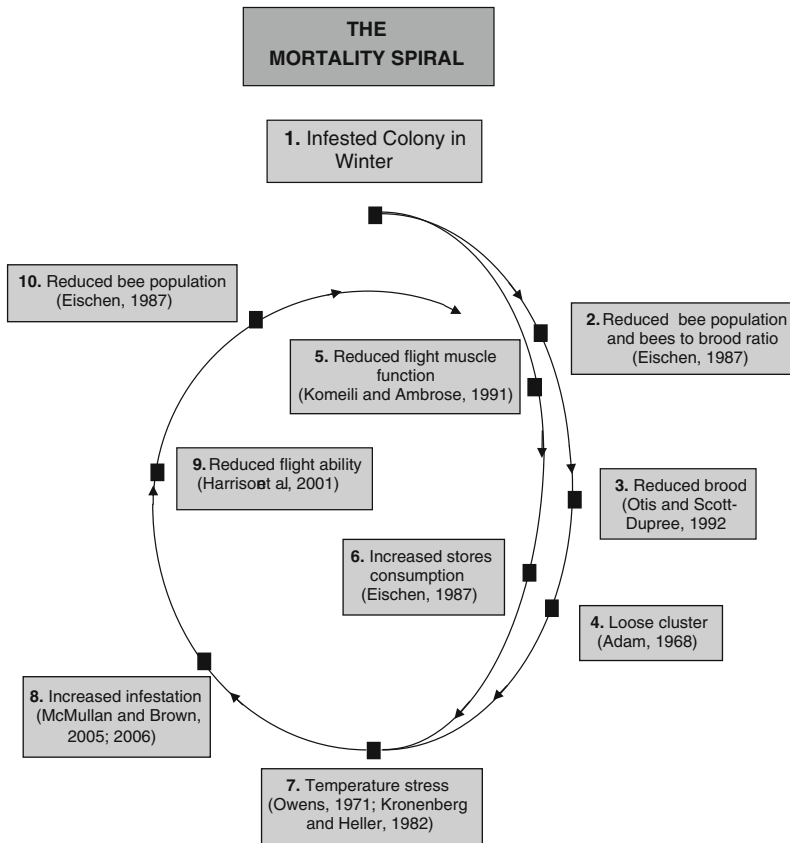 THE
MORTALITY SPIRAL
1. Infested Colony in
Winter
2. Reduced bee population
and bees to brood ratio
(Eischen, 1987)
3. Reduced brood
(Otis and Scott-
Dupree, 1992
4. Loose cluster
(Adam, 1968)
5. Reduced flight muscle
function
(Komeili and Ambrose, 1991)
6. Increased stores
consumption
(Eischen, 1987)
7. Temperature stress
(Owens, 1971; Kronenberg
and Heller, 1982)
8. Increased infestation
(McMullan and Brown,
2005; 2006)
9. Reduced flight ability
(Harrison et al, 2001)
10. Reduced bee population
(Eischen, 1987)